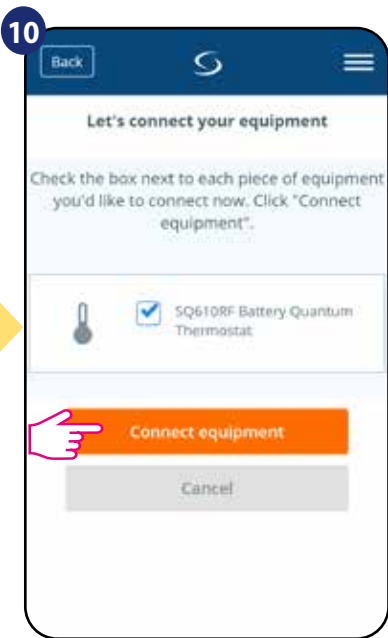 10
Back
Let's connect your equipment
Check the box next to each piece of equipment
you'd like to connect now. Click "Connect
equipment".
SQ610RF Battery Quantum
Thermostat
Connect equipment
Cancel